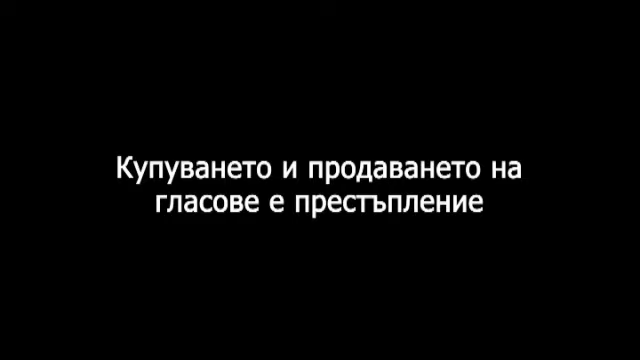 Купуването и продаването на
гласове е престъпление